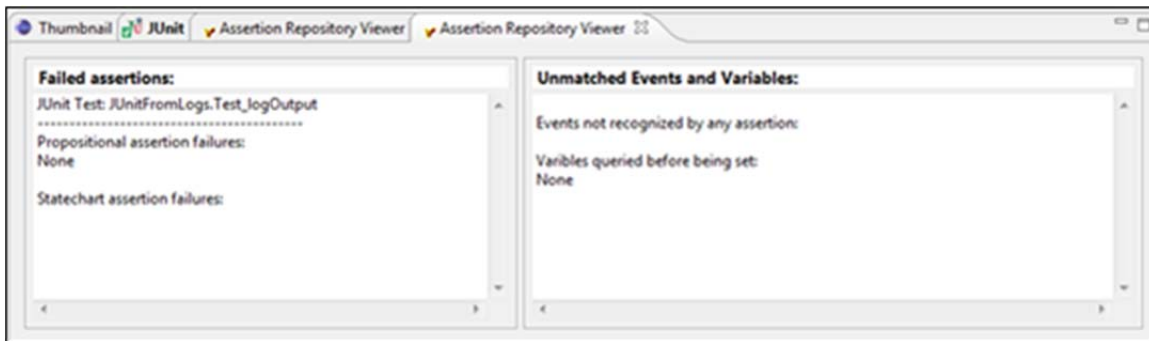 Thumbnail JUnit Assertion Repository Viewer Assertion Repository Viewer
Failed assertions:
JUnit Test: JUnitFromLogs.Test_logOutput
--------------------------------------------
Propositional assertion failures:
None
Statechart assertion failures:
Unmatched Events and Variables:
Events not recognized by any assertion:
Varibles queried before being set:
None